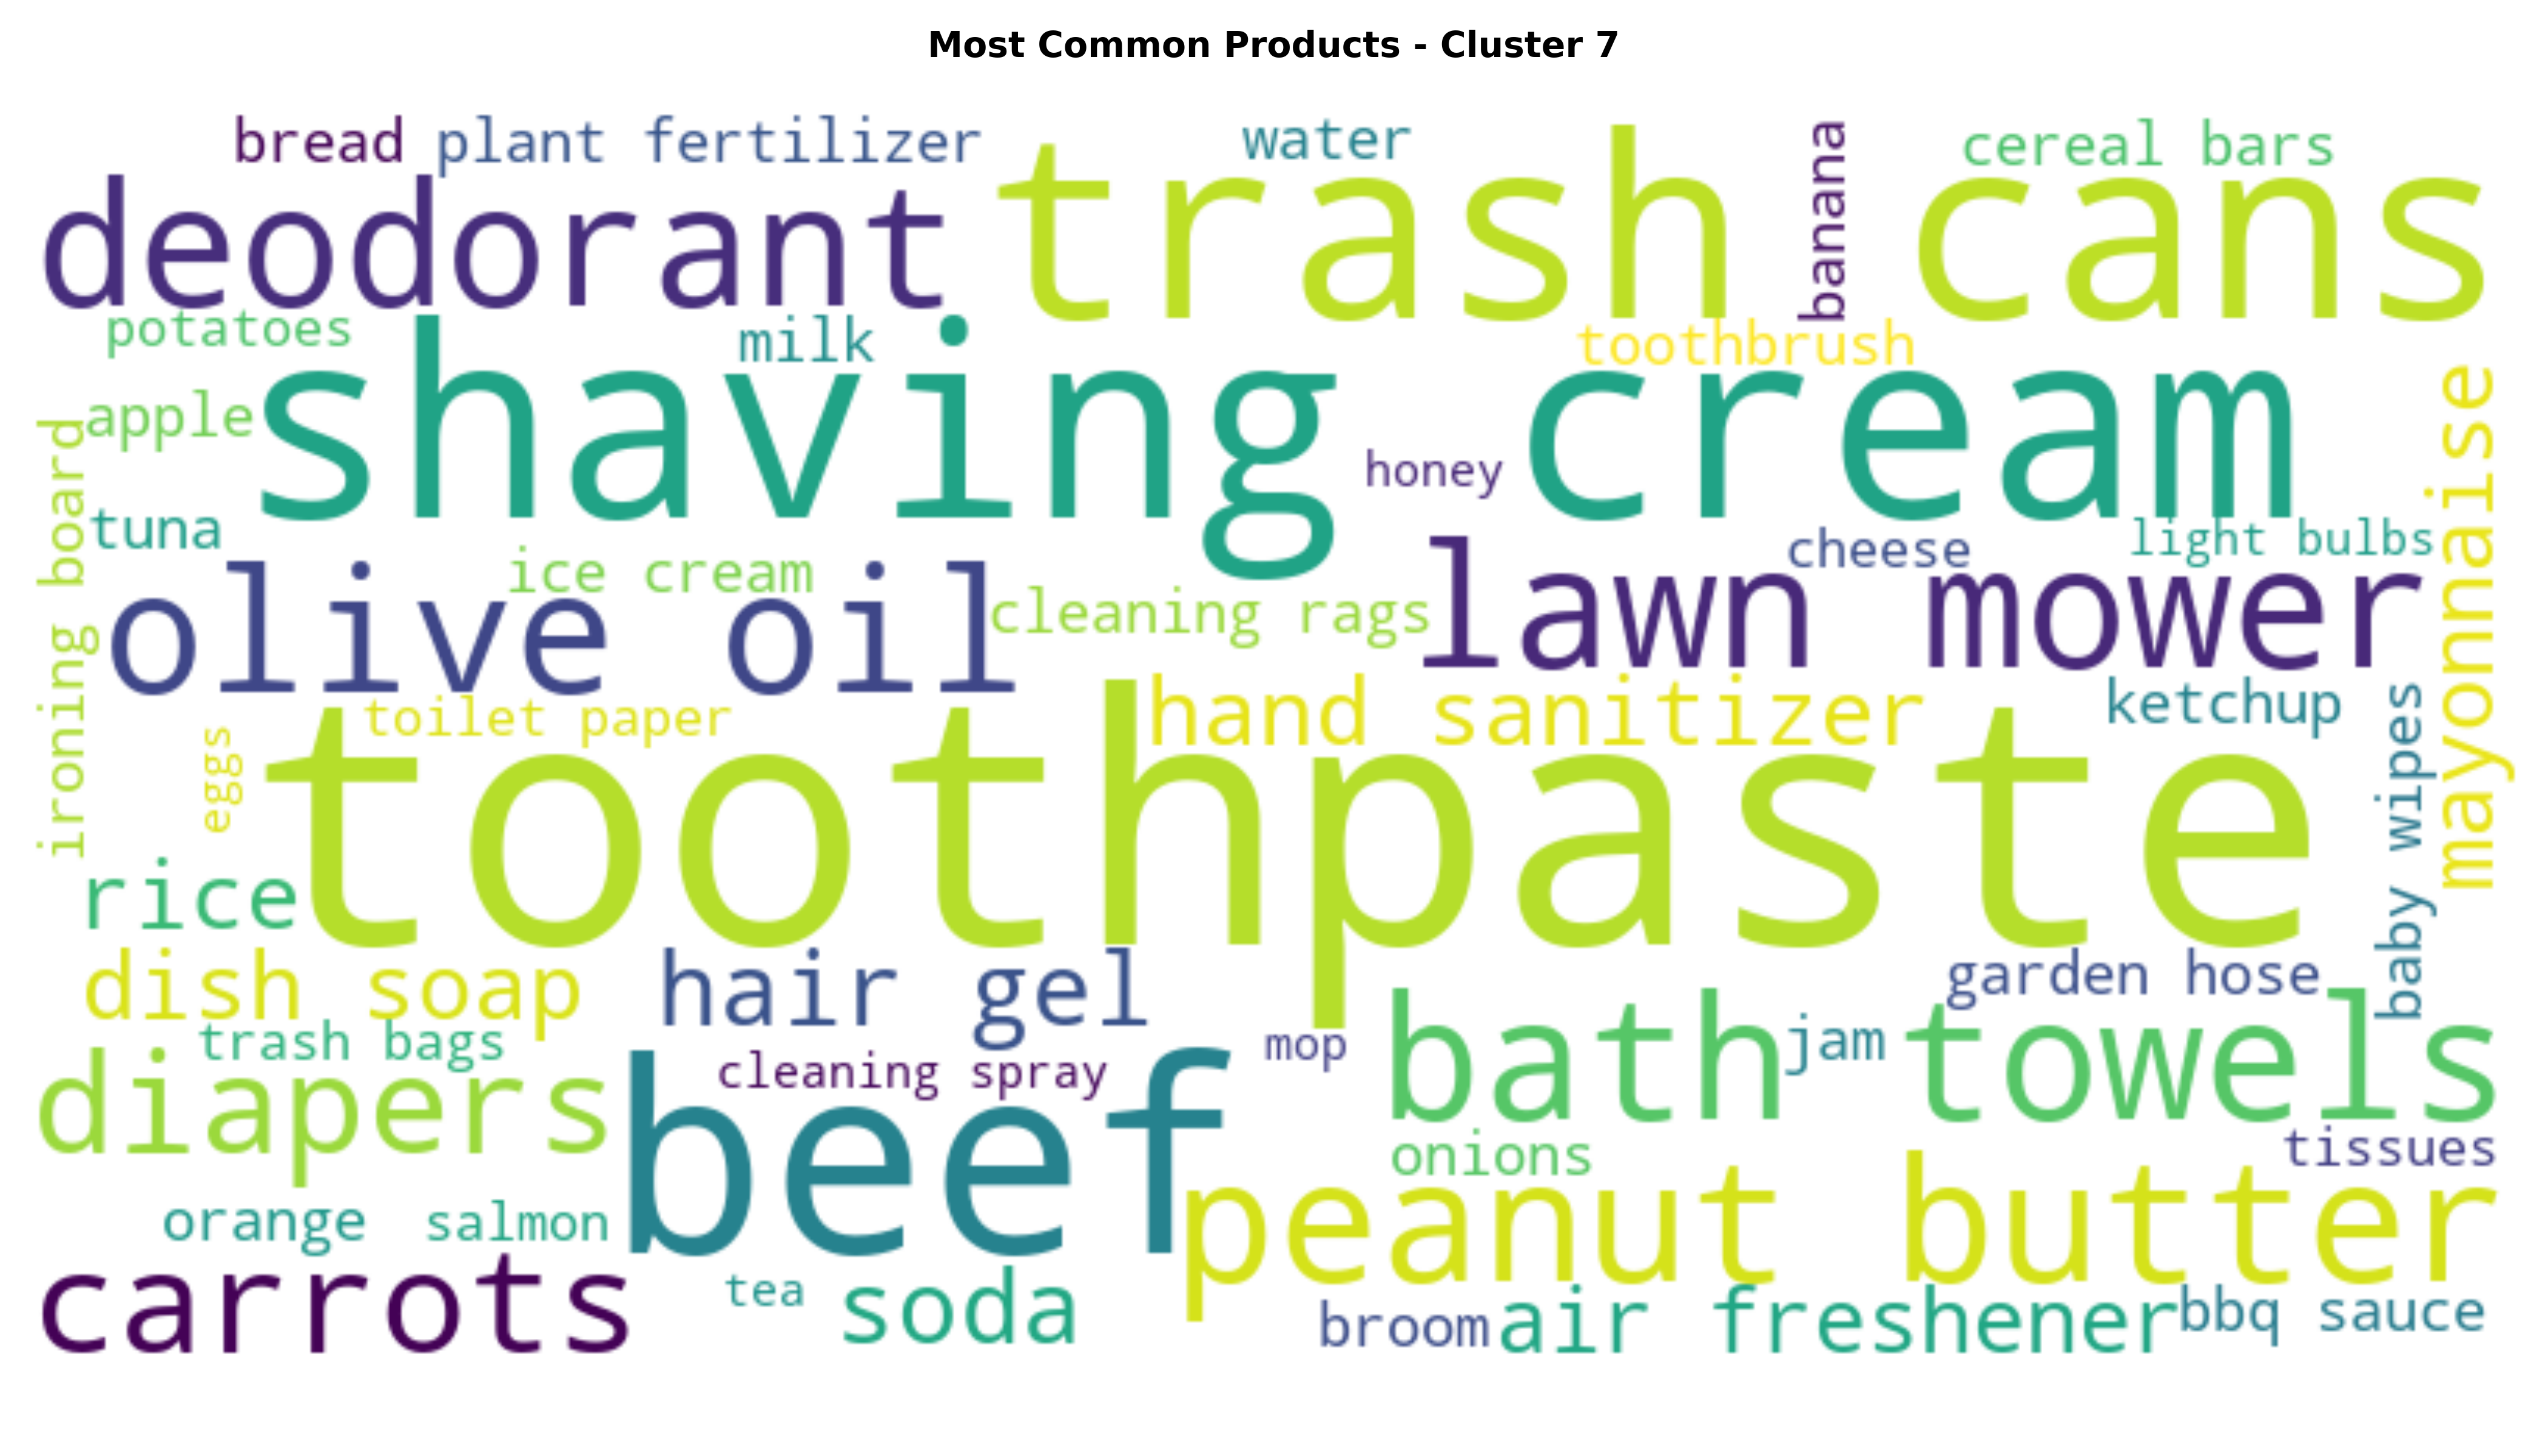 Most Common Products - Cluster 7
bread
plant fertilizer
water
banana
cereal bars
deodorant
trash cans
potatoes
milk
toothbrush
apple
shaving cream
mayonnaise
ironing board
honey
tuna
cheese
light bulbs
ice cream
olive oil
cleaning rags
lawn mower
toilet paper
hand sanitizer
ketchup
baby wipes
eggs
toothpaste
rice
dish soap
hair gel
garden hose
trash bags
cleaning spray
mop
bath towels
jam
diapers
beef
onions
tissues
orange
salmon
peanut butter
carrots
tea
soda
broom
air freshener
bbq sauce